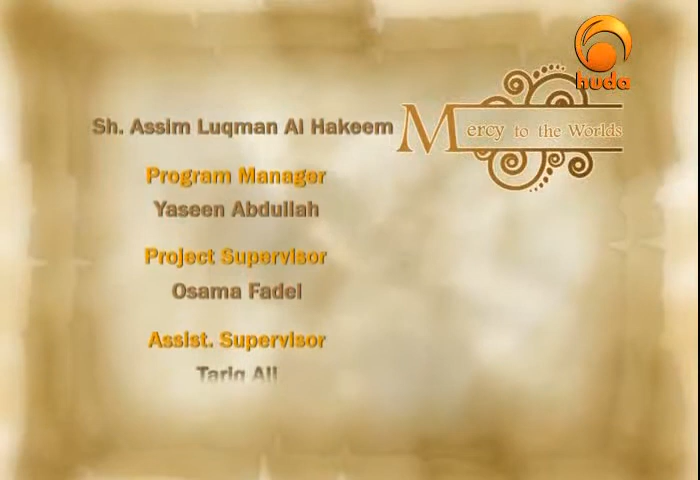 huda
Sh. Assim Luqman Al Hakeem
Mercy to the Worlds
Program Manager
Yaseen Abdullah
Project Supervisor
Osama Fadel
Assist. Supervisor
Tariq Ali